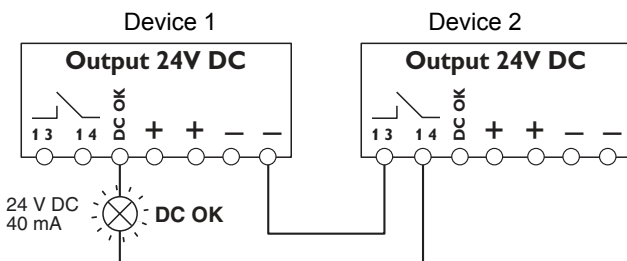 Device 1
Device 2
Output 24V DC
Output 24V DC
13 14 DC OK + + – –
13 14 DC OK + + – –
24 V DC
40 mA
DC OK